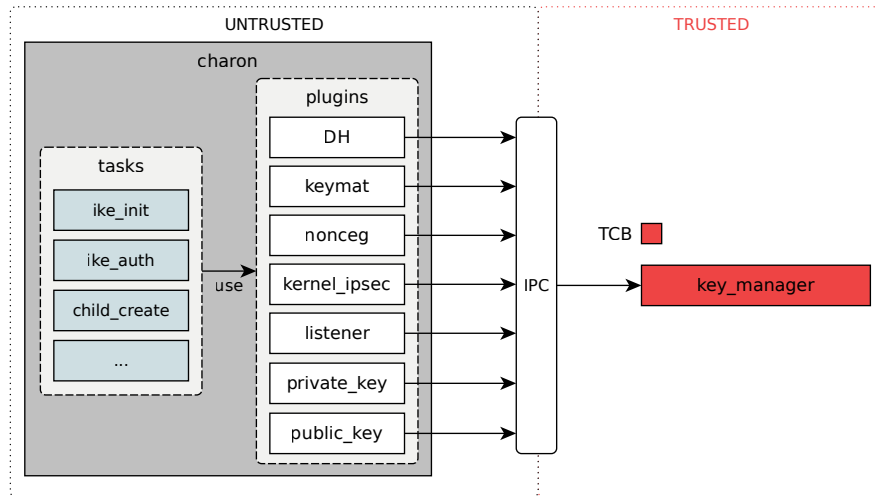 UNTRUSTED
TRUSTED
charon
plugins
DH
tasks
keymat
ike_init
nonceg
TCB
ike_auth
use
kernel_ipsec
IPC
key_manager
child_create
listener
...
private_key
public_key